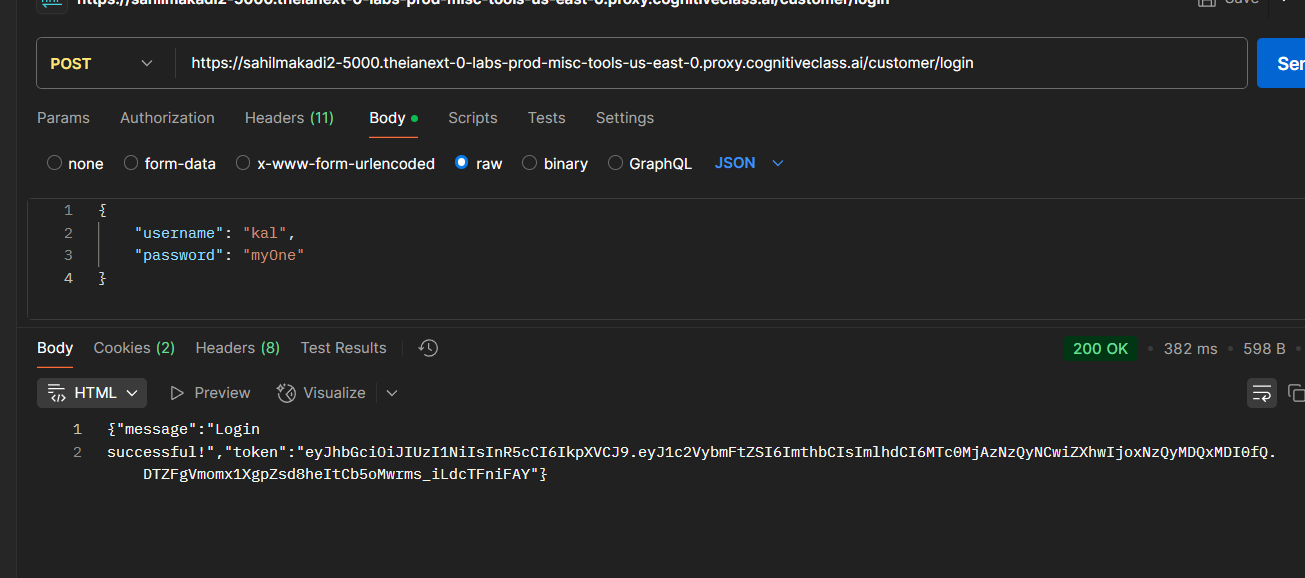 https://sahilmakadi2-5000.theianext-0-labs-prod-misc-tools-us-east-0.proxy.cognitiveclass.ai/customer/login
Save
POST
https://sahilmakadi2-5000.theianext-0-labs-prod-misc-tools-us-east-0.proxy.cognitiveclass.ai/customer/login
Params Authorization Headers (11) Body Scripts Tests Settings
none form-data x-www-form-urlencoded raw binary GraphQL JSON
1 {
2 "username": "kal",
3 "password": "myOne"
4 }
Body Cookies (2) Headers (8) Test Results 200 OK • 382 ms • 598 B •
HTML Preview Visualize
1 {"message":"Login
2 successful!","token":"eyJhbGciOiJIUzI1NiIsInR5cCI6IkpXVCJ9.eyJ1c2VybmFtZSI6ImthbCIsImlhdCI6MTc0MjAzNzQyNCwiZXhwIjoxNzQyMDQxMDI0fQ.
DTZFgVmomx1XgpZsd8heItCb5oMwrms_iLdcTFniFAY"}